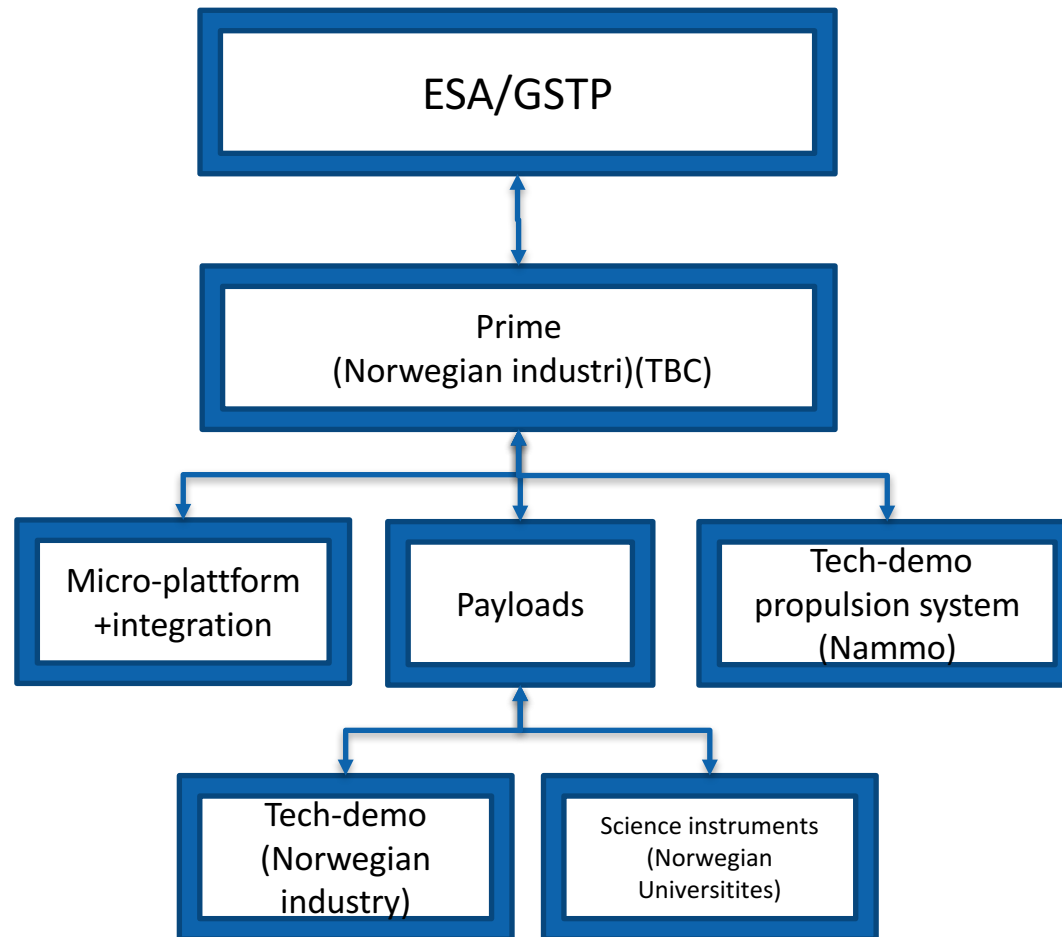 ESA/GSTP
Prime
(Norwegian industri)(TBC)
Micro-plattform
+integration
Payloads
Tech-demo
propulsion system
(Nammo)
Tech-demo
(Norwegian
industry)
Science instruments
(Norwegian
Universitites)